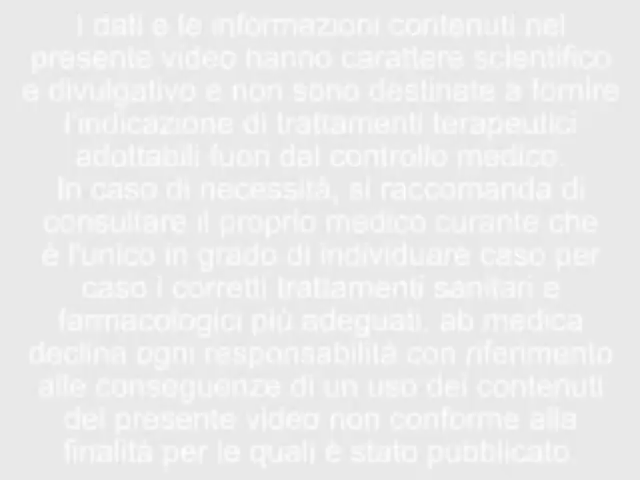 I dati e le informazioni contenuti nel
presente video hanno carattere scientifico
e divulgativo e non sono destinate a fornire
l'indicazione di trattamenti terapeutici
adottabili fuori dal controllo medico.
In caso di necessità, si raccomanda di
consultare il proprio medico curante che
è l'unico in grado di individuare caso per
caso i corretti trattamenti sanitari e
farmacologici più adeguati. ab medica
declina ogni responsabilità con riferimento
alle conseguenze di un uso dei contenuti
del presente video non conforme alla
finalità per le quali è stato pubblicato.